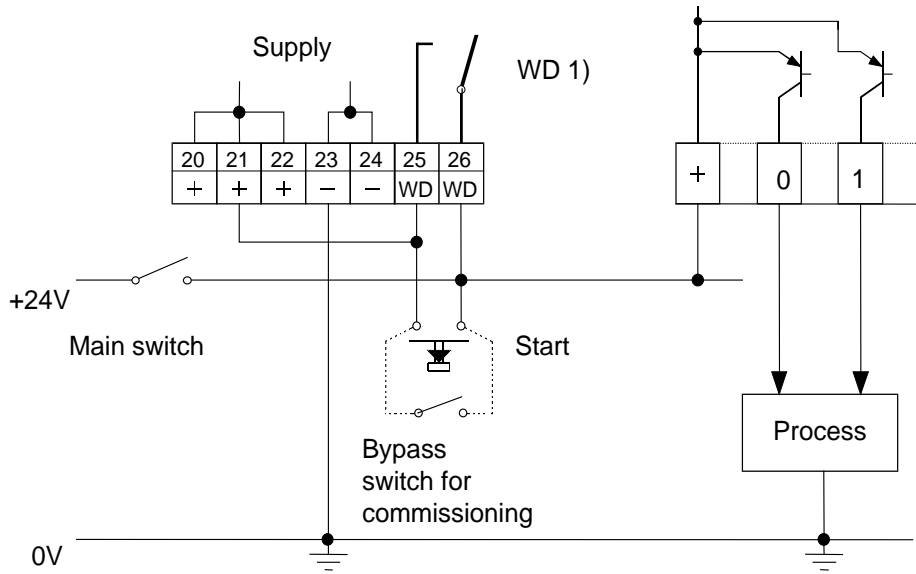 Supply
WD 1)
20 21 22 23 24 25 26
+ + + − − WD WD
+ 0 1
+24V
Main switch
Start
Process
Bypass
switch for
commissioning
0V